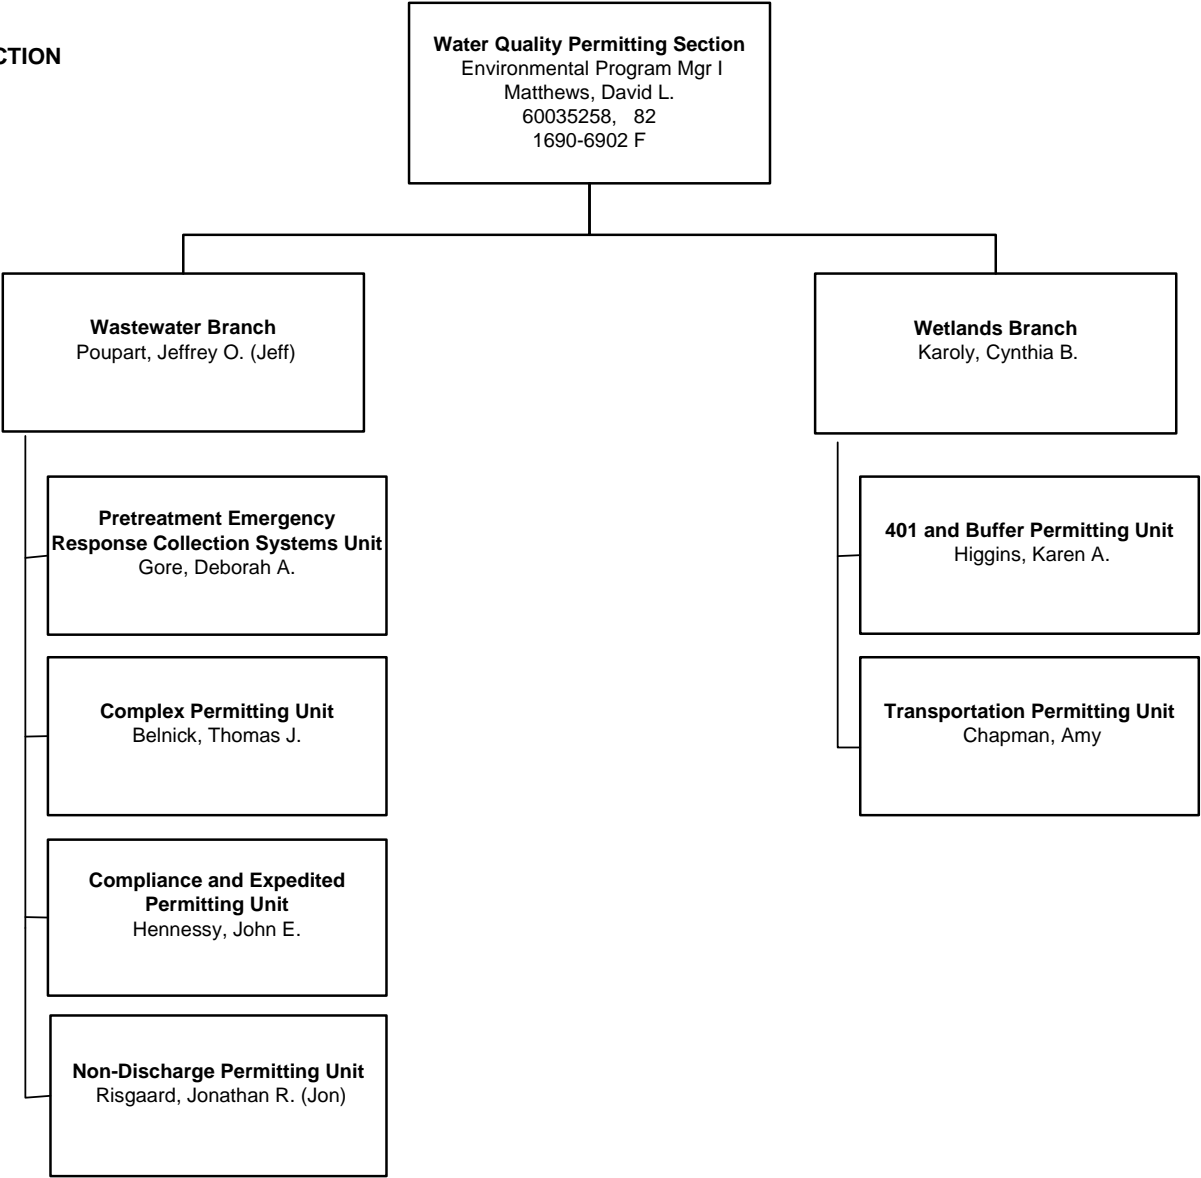 CTION
Water Quality Permitting Section
Environmental Program Mgr I
Matthews, David L.
60035258,   82
1690-6902 F
Wastewater Branch
Poupart, Jeffrey O. (Jeff)
Wetlands Branch
Karoly, Cynthia B.
Pretreatment Emergency
Response Collection Systems Unit
Gore, Deborah A.
401 and Buffer Permitting Unit
Higgins, Karen A.
Complex Permitting Unit
Belnick, Thomas J.
Transportation Permitting Unit
Chapman, Amy
Compliance and Expedited
Permitting Unit
Hennessy, John E.
Non-Discharge Permitting Unit
Risgaard, Jonathan R. (Jon)